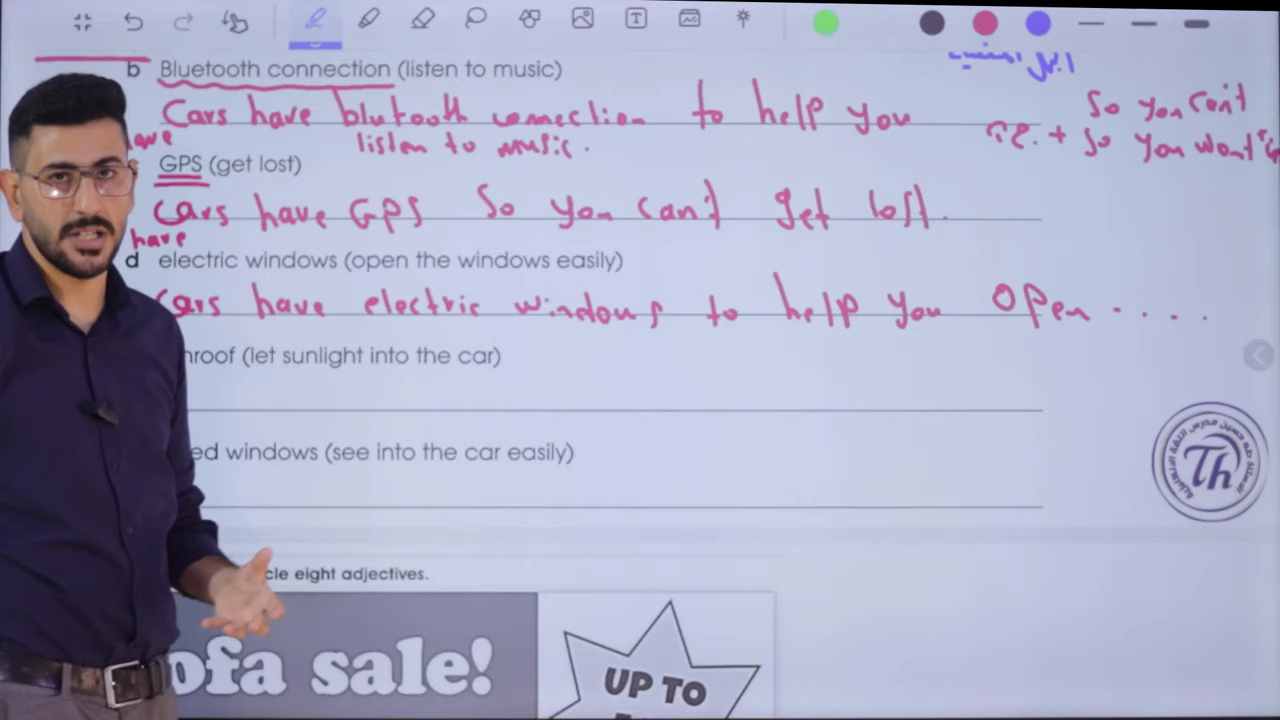 b Bluetooth connection (listen to music)
So you can't
Cars have blutooth connection to help you
have listen to music. + So you want
GPS (get lost)
Cars have GPS So you can't get lost.
have
d electric windows (open the windows easily)
Cars have electric windows to help you open ....
nroof (let sunlight into the car)
ed windows (see into the car easily)
cle eight adjectives.
ofa sale!
UP TO
Th